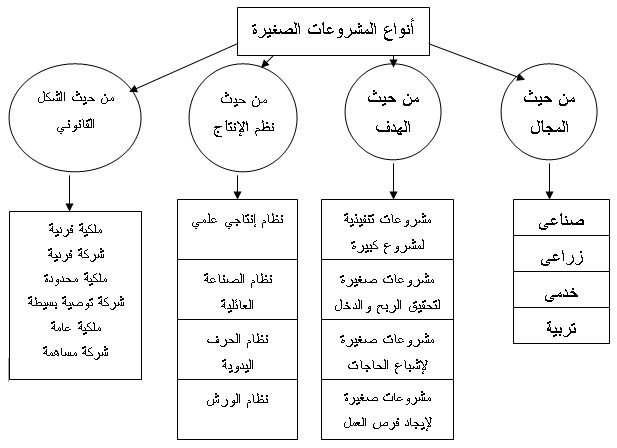 أنواع المشروعات الصغيرة
من حيث
المجال
من حيث
الهدف
من حيث
نظم الإنتاج
من حيث الشكل
القانوني
صناعى
زراعى
خدمى
تربية
مشروعات تنفيذية
لمشروع كبيرة
مشروعات صغيرة
لتحقيق الربح والدخل
مشروعات صغيرة
لإشباع الحاجات
مشروعات صغيرة
لإيجاد فرص العمل
نظام إنتاجي علمي
نظام الصناعة
العائلية
نظام الحرف
اليدوية
نظام الورش
ملكية فردية
شركة فردية
ملكية محدودة
شركة توصية بسيطة
ملكية عامة
شركة مساهمة